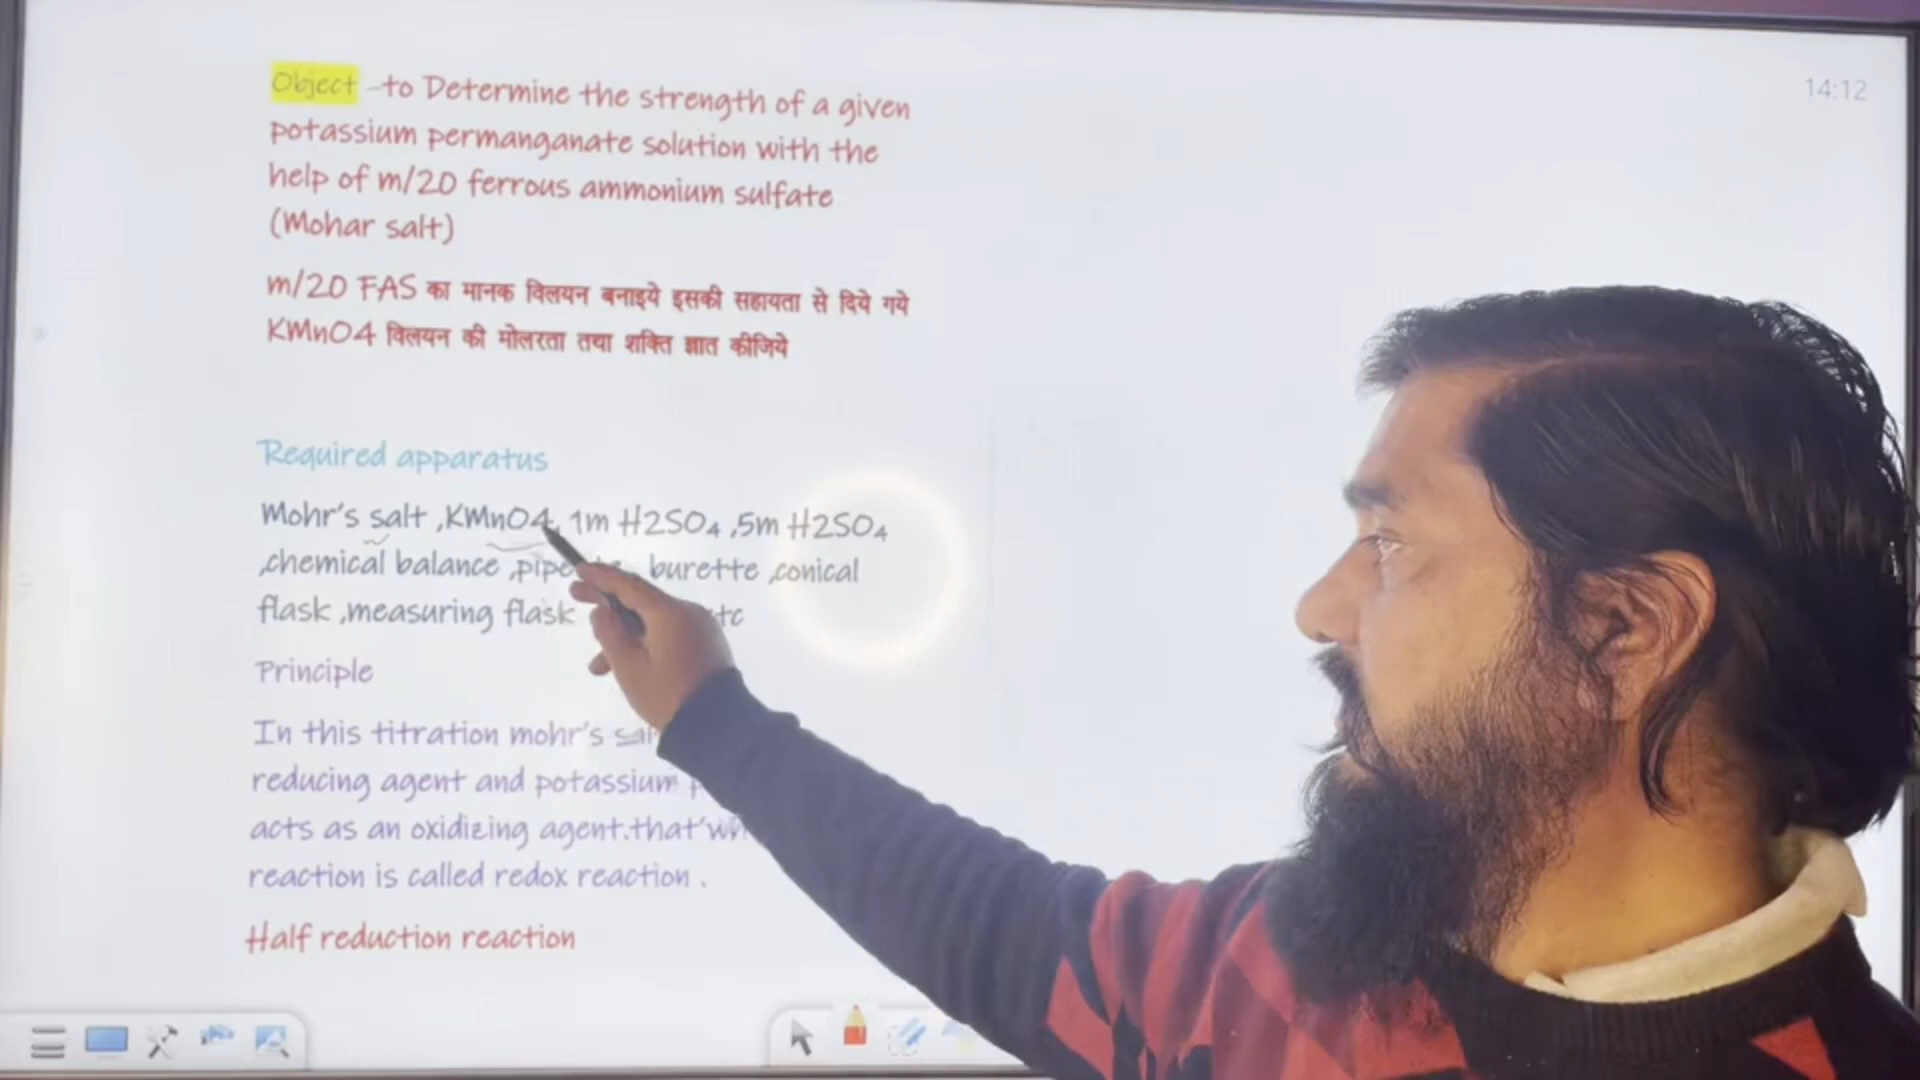 Object -to Determine the strength of a given
potassium permanganate solution with the
help of m/20 ferrous ammonium sulfate
(Mohar salt)
m/20 FAS का मानक विलयन बनाइये इसकी सहायता से दिये गये
KMnO4 विलयन की मोलरता तथा शक्ति ज्ञात कीजिये
14:12
Required apparatus
Mohr's salt ,KMnO4, 1m H2SO4 ,5m H2SO4
,chemical balance , burette ,conical
flask ,measuring flask
Principle
In this titration mohr's
reducing agent and potassium
acts as an oxidizing agent.that'
reaction is called redox reaction .
Half reduction reaction